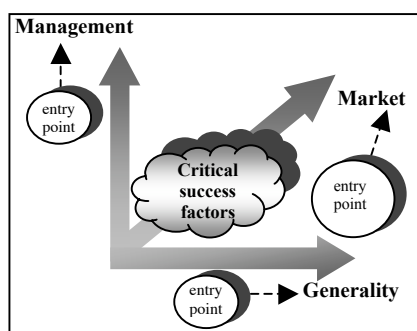 Management
Market
entry
point
Critical
success
factors
entry
point
entry
point
Generality